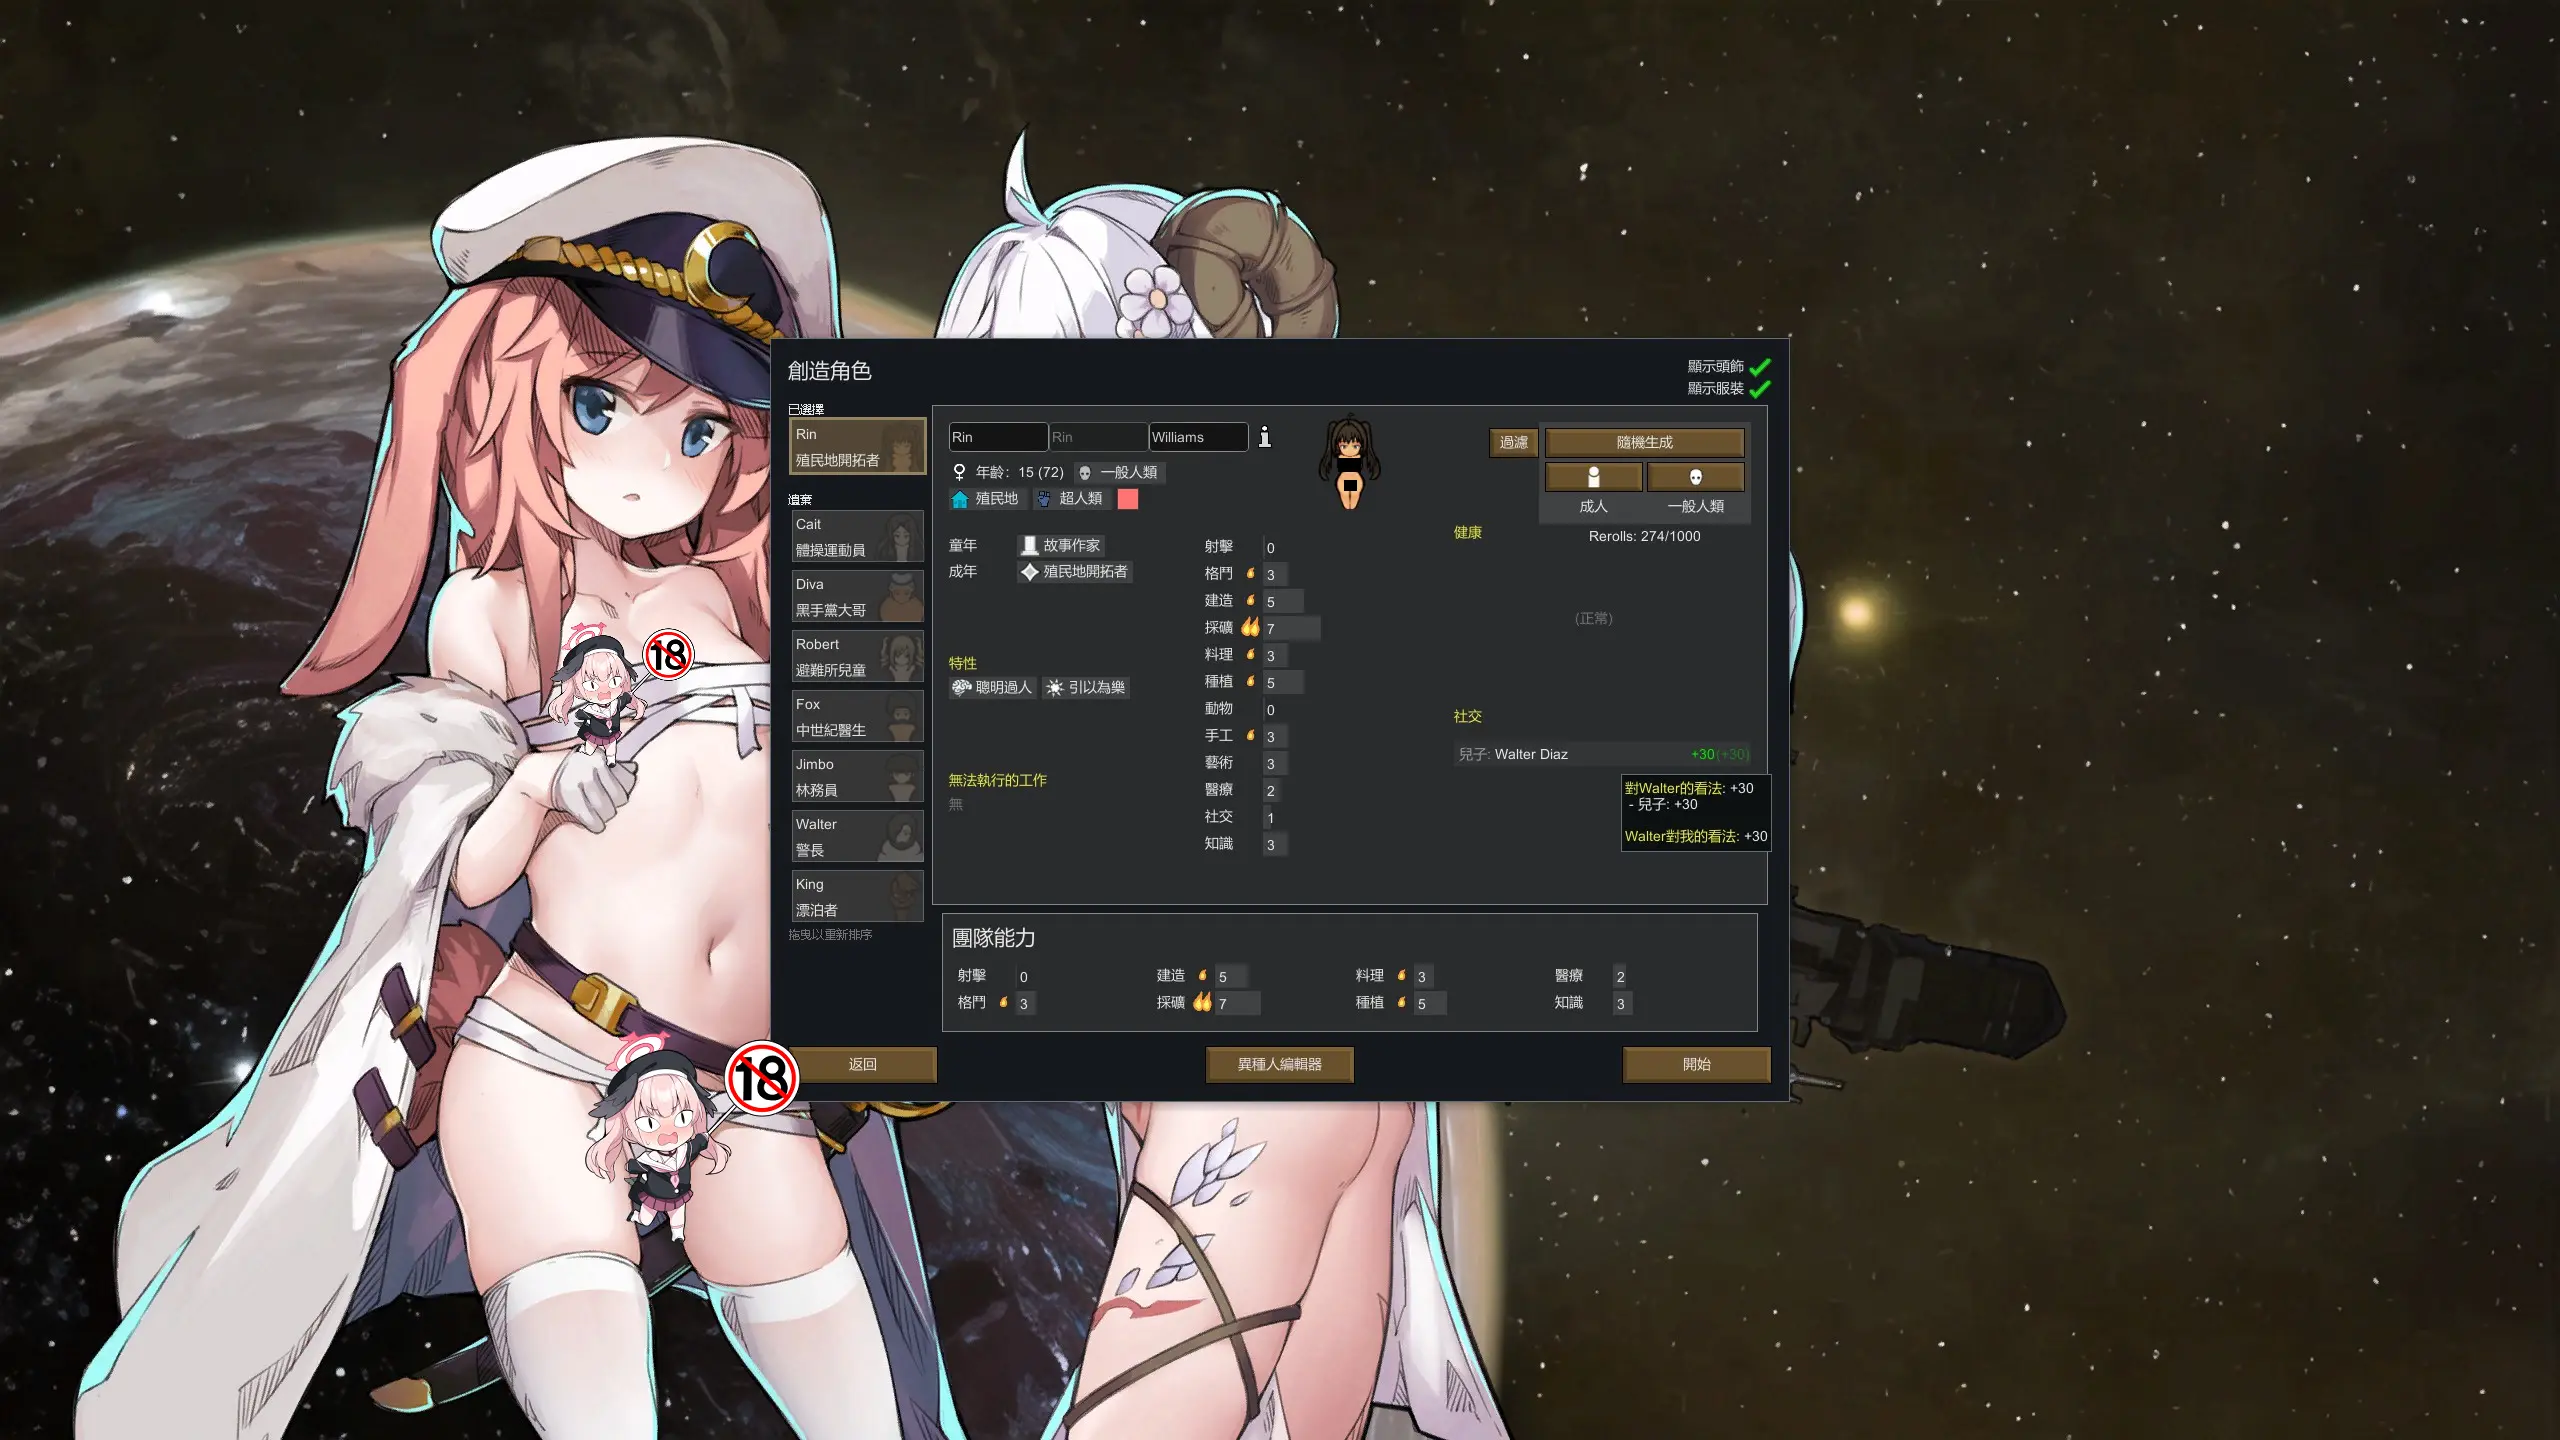 創造角色
顯示頭飾
顯示服裝
已選擇
Rin
殖民地開拓者
遺棄
Cait
體操運動員
Diva
黑手黨大哥
Robert
避難所兒童
Fox
中世紀醫生
Jimbo
林務員
Walter
警長
King
漂泊者
拖曳以重新排序
Rin
Rin
Williams
年齡: 15 (72)
一般人類
殖民地
超人類
童年
故事作家
成年
殖民地開拓者
特性
聰明過人
引以為樂
無法執行的工作
無
射擊 0
格鬥 3
建造 5
採礦 7
料理 3
種植 5
動物 0
手工 3
藝術 3
醫療 2
社交 1
知識 3
過濾
隨機生成
成人
一般人類
Rerolls: 274/1000
健康
(正常)
社交
兒子: Walter Diaz +30 (+30)
對Walter的看法: +30
- 兒子: +30
Walter對我的看法: +30
團隊能力
射擊 0
建造 5
料理 3
醫療 2
格鬥 3
採礦 7
種植 5
知識 3
返回
異種人編輯器
開始
18
18